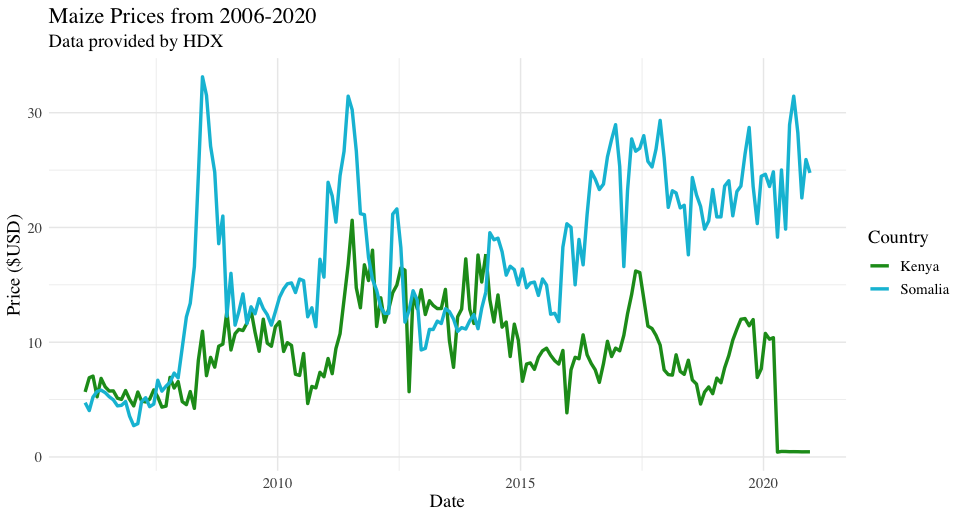 Maize Prices from 2006-2020
Data provided by HDX
Price ($USD)
30
20
10
0
2010
2015
2020
Date
Country
Kenya
Somalia